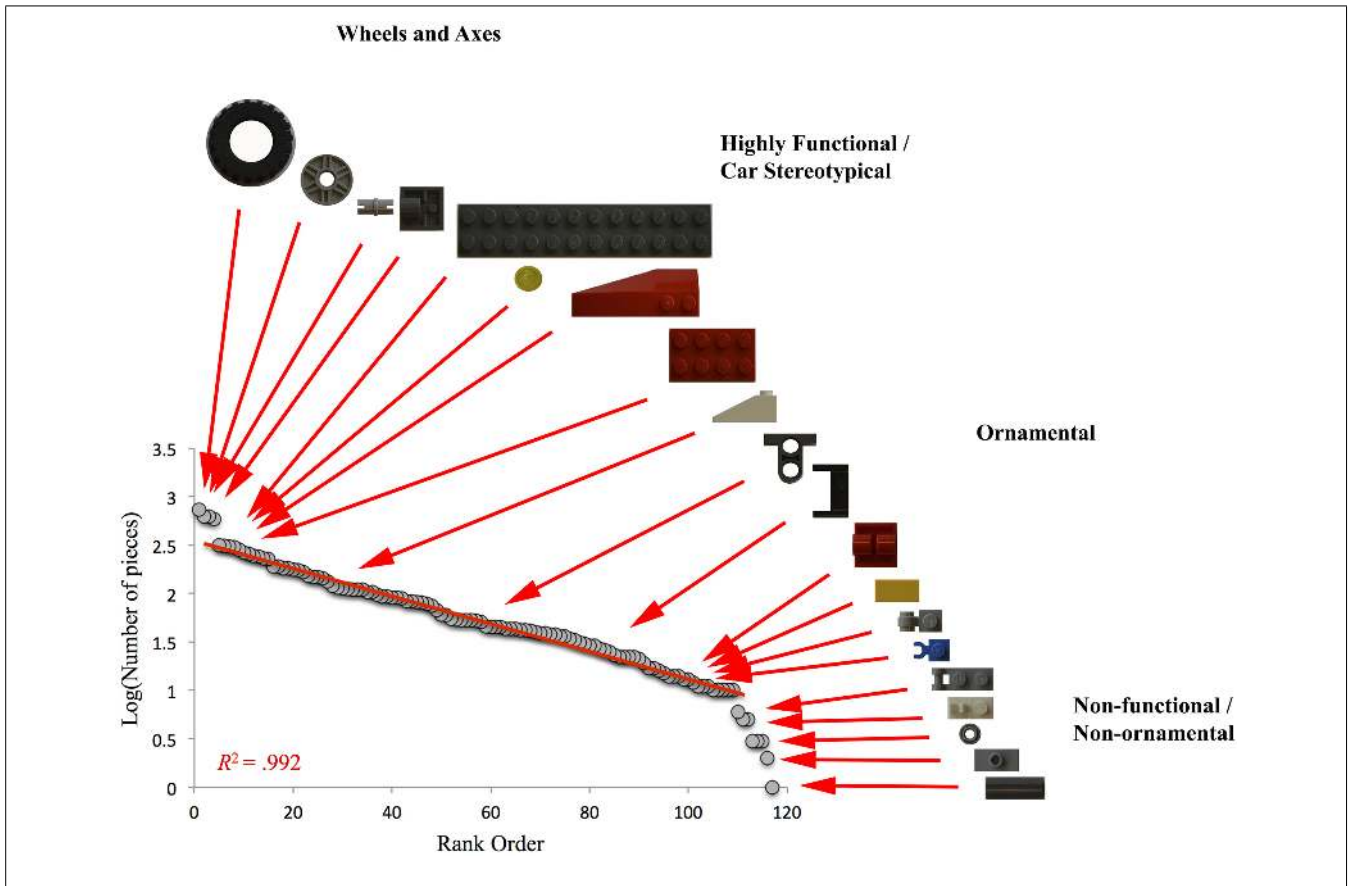 Wheels and Axes
Highly Functional /
Car Stereotypical
Ornamental
Non-functional /
Non-ornamental
Log(Number of pieces)
3.5
3
2.5
2
1.5
1
0.5
0
R² = .992
0 20 40 60 80 100 120
Rank Order